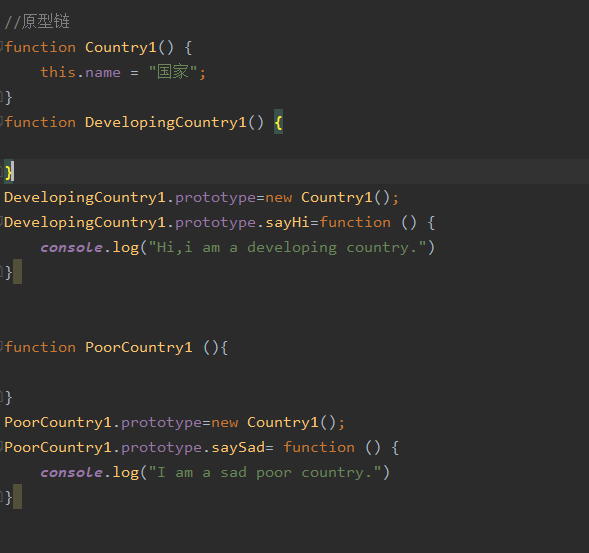 //原型链
function Country1() {
    this.name = "国家";
}
function DevelopingCountry1() {
}
DevelopingCountry1.prototype=new Country1();
DevelopingCountry1.prototype.sayHi=function () {
    console.log("Hi,i am a developing country.")
}
function PoorCountry1 (){
}
PoorCountry1.prototype=new Country1();
PoorCountry1.prototype.saySad= function () {
    console.log("I am a sad poor country.")
}